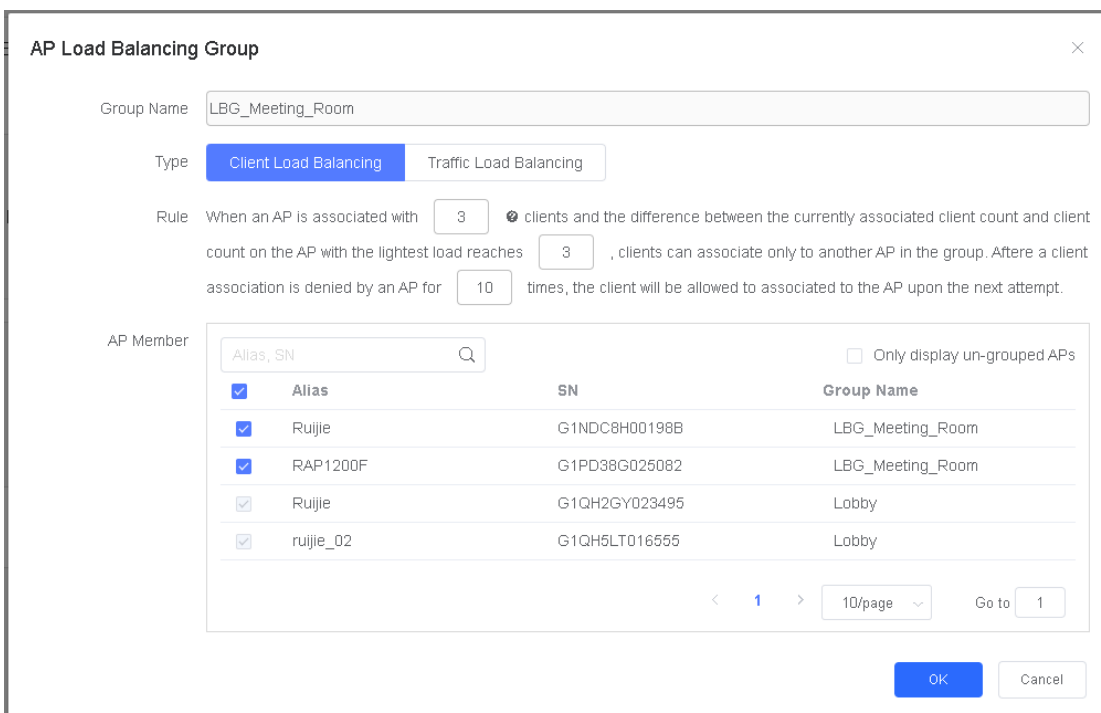 AP Load Balancing Group
Group Name LBG_Meeting_Room
Type Client Load Balancing Traffic Load Balancing
Rule When an AP is associated with 3 clients and the difference between the currently associated client count and client
count on the AP with the lightest load reaches 3 , clients can associate only to another AP in the group. Aftere a client
association is denied by an AP for 10 times, the client will be allowed to associated to the AP upon the next attempt.
AP Member Alias, SN Only display un-grouped APs
Alias SN Group Name
Ruijie G1NDC8H00198B LBG_Meeting_Room
RAP1200F G1PD38G025082 LBG_Meeting_Room
Ruijie G1QH2GY023495 Lobby
ruijie_02 G1QH5LT016555 Lobby
< 1 > 10/page Go to 1
OK Cancel